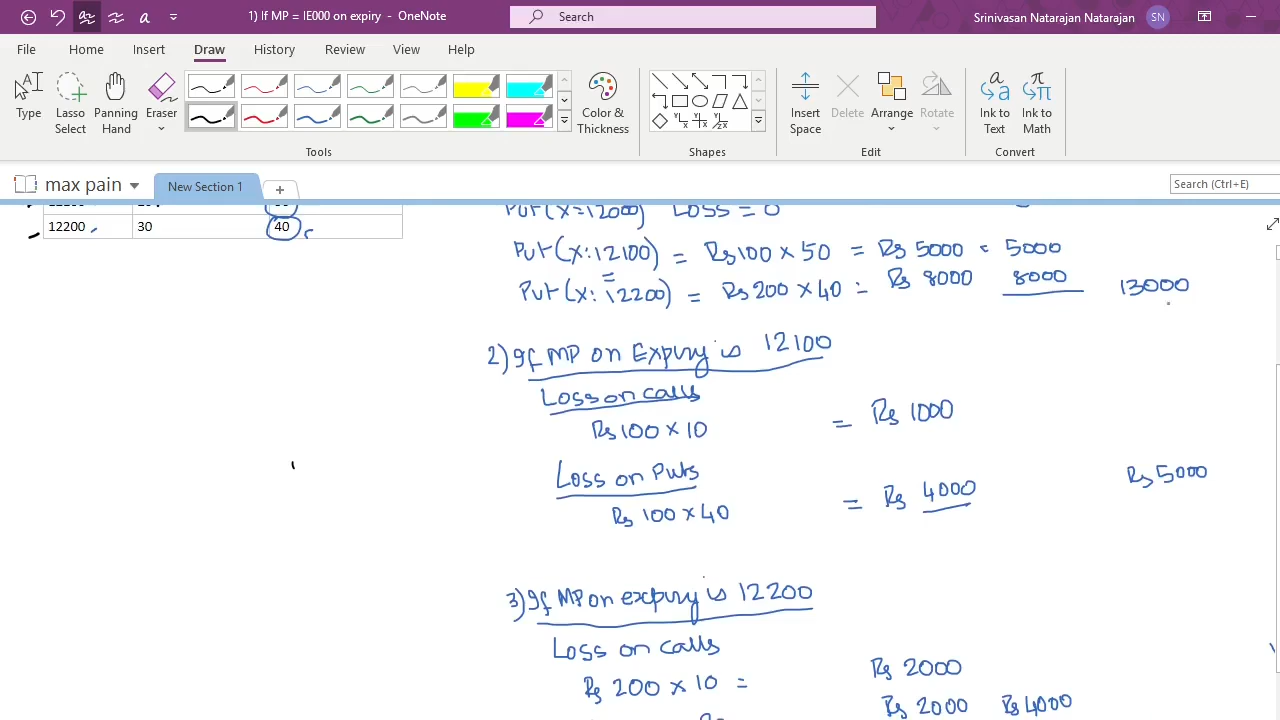 1) If MP = IE000 on expiry - OneNote
Search
Srinivasan Natarajan Natarajan
SN
File Home Insert Draw History Review View Help
Type
Lasso Select
Panning Hand
Eraser
Color & Thickness
Insert Space
Delete
Arrange
Rotate
Ink to Text
Ink to Math
Tools
Shapes
Edit
Convert
max pain
New Section 1
+
Search (Ctrl+E)
12200 30 40
Put(X=12000) Loss = 0
Put(X:12100) = Rs100 x 50 = Rs 5000 5000
Put(X: 12200) = Rs 200 x 40 = Rs 8000 8000 13000
2) If MP on Expiry is 12100
Loss on calls
Rs 100 x 10 = Rs 1000
Loss on Puts
Rs 100 x 40 = Rs 4000 Rs 5000
3) If MP on expiry is 12200
Loss on calls
Rs 200 x 10 = Rs 2000
Rs 2000 Rs 4000